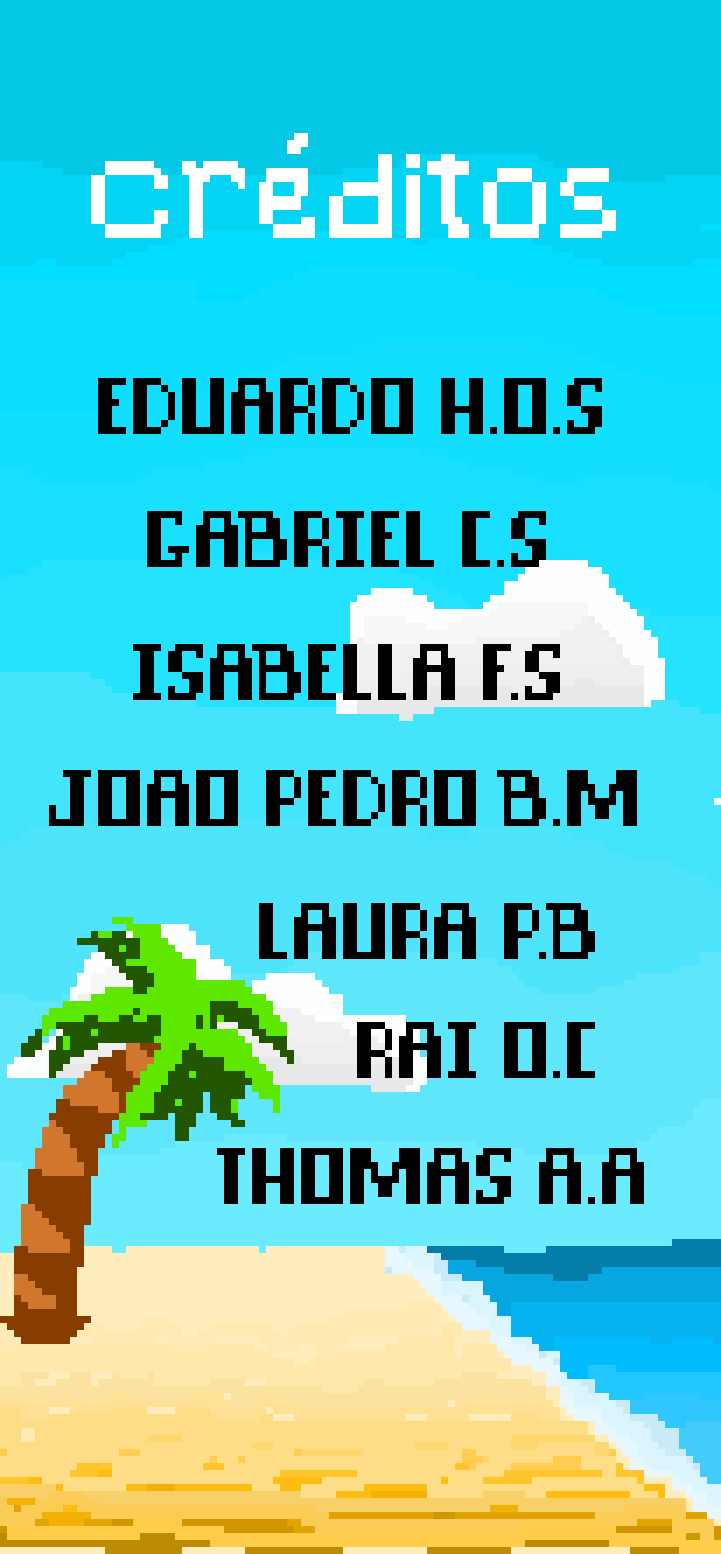 créditos
EDUARDO H.O.S
GABRIEL C.S
ISABELLA F.S
JOAO PEDRO B.M
LAURA P.B
RAI O.C
THOMAS A.A